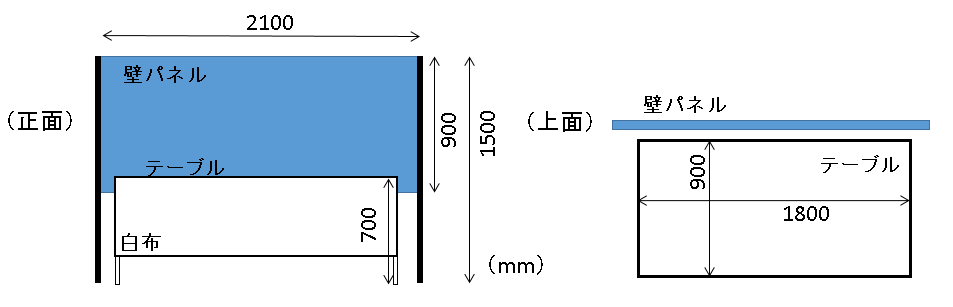 2100
壁パネル
(正面)
900
1500
テーブル
700
白布
(mm)
(上面)
壁パネル
テーブル
900
1800